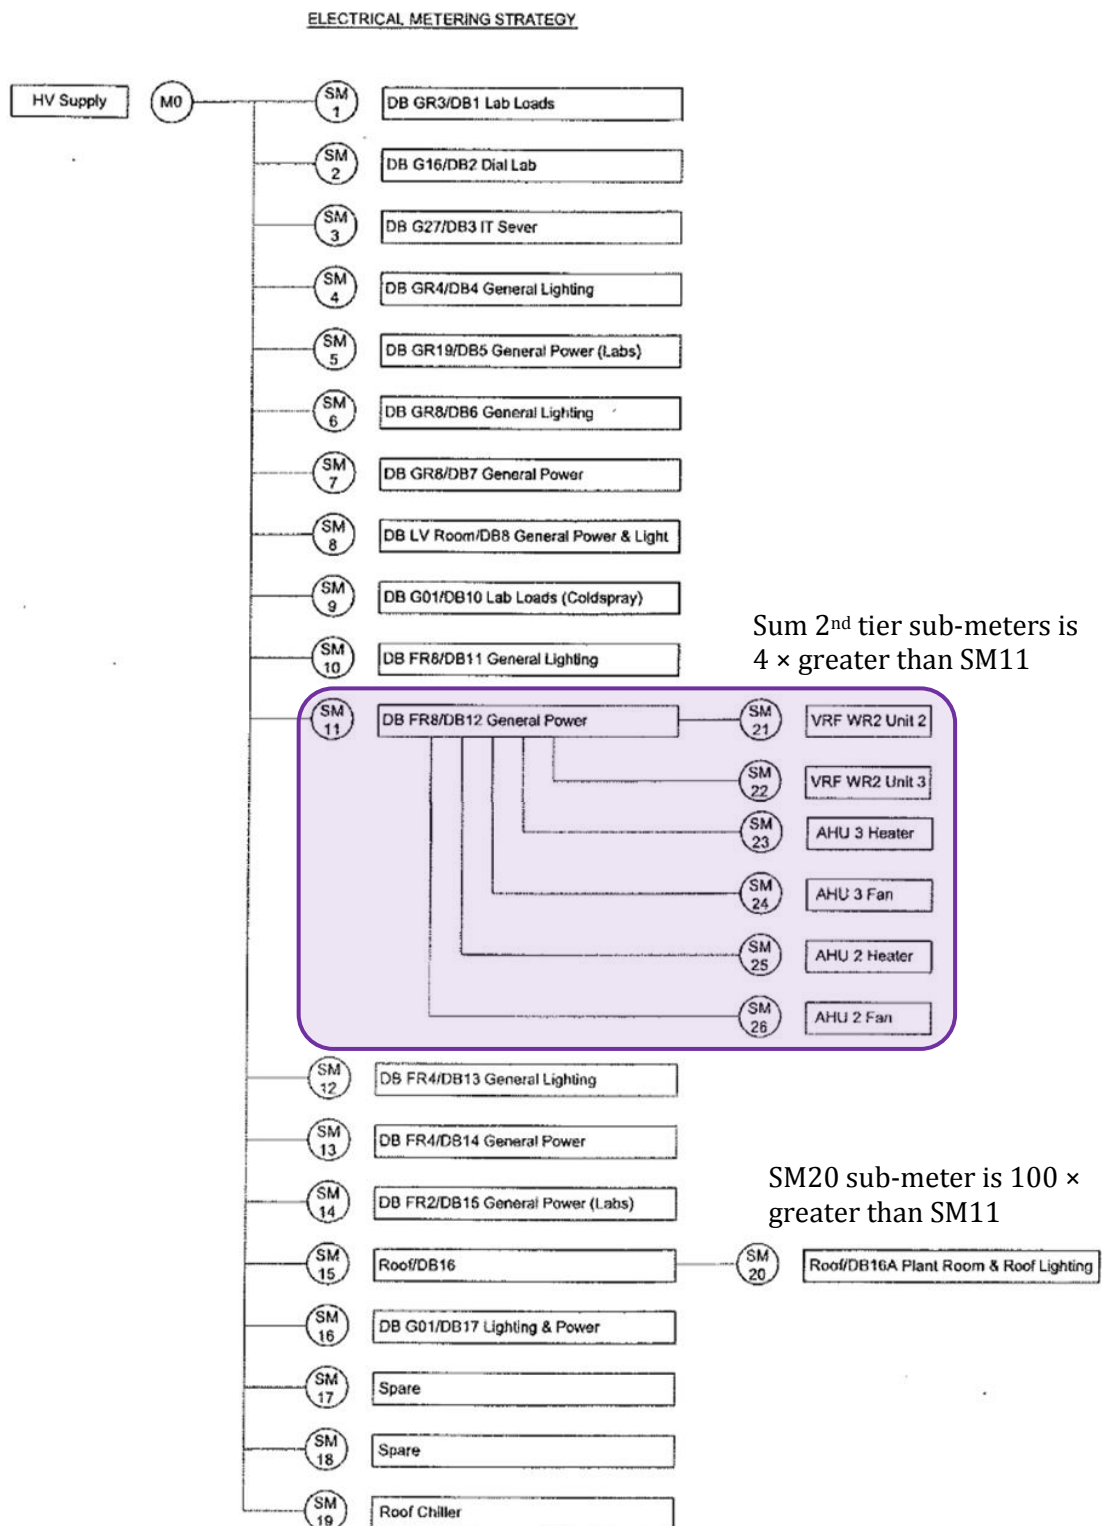 ELECTRICAL METERING STRATEGY
HV Supply
M0
SM 1
DB GR3/DB1 Lab Loads
SM 2
DB G16/DB2 Dial Lab
SM 3
DB G27/DB3 IT Sever
SM 4
DB GR4/DB4 General Lighting
SM 5
DB GR19/DB5 General Power (Labs)
SM 6
DB GR8/DB6 General Lighting
SM 7
DB GR8/DB7 General Power
SM 8
DB LV Room/DB8 General Power & Light
SM 9
DB G01/DB10 Lab Loads (Coldspray)
SM 10
DB FR8/DB11 General Lighting
Sum 2nd tier sub-meters is
4 × greater than SM11
SM 11
DB FR8/DB12 General Power
SM 21
VRF WR2 Unit 2
SM 22
VRF WR2 Unit 3
SM 23
AHU 3 Heater
SM 24
AHU 3 Fan
SM 25
AHU 2 Heater
SM 26
AHU 2 Fan
SM 12
DB FR4/DB13 General Lighting
SM 13
DB FR4/DB14 General Power
SM 14
DB FR2/DB15 General Power (Labs)
SM20 sub-meter is 100 ×
greater than SM11
SM 15
Roof/DB16
SM 20
Roof/DB16A Plant Room & Roof Lighting
SM 16
DB G01/DB17 Lighting & Power
SM 17
Spare
SM 18
Spare
SM 19
Roof Chiller